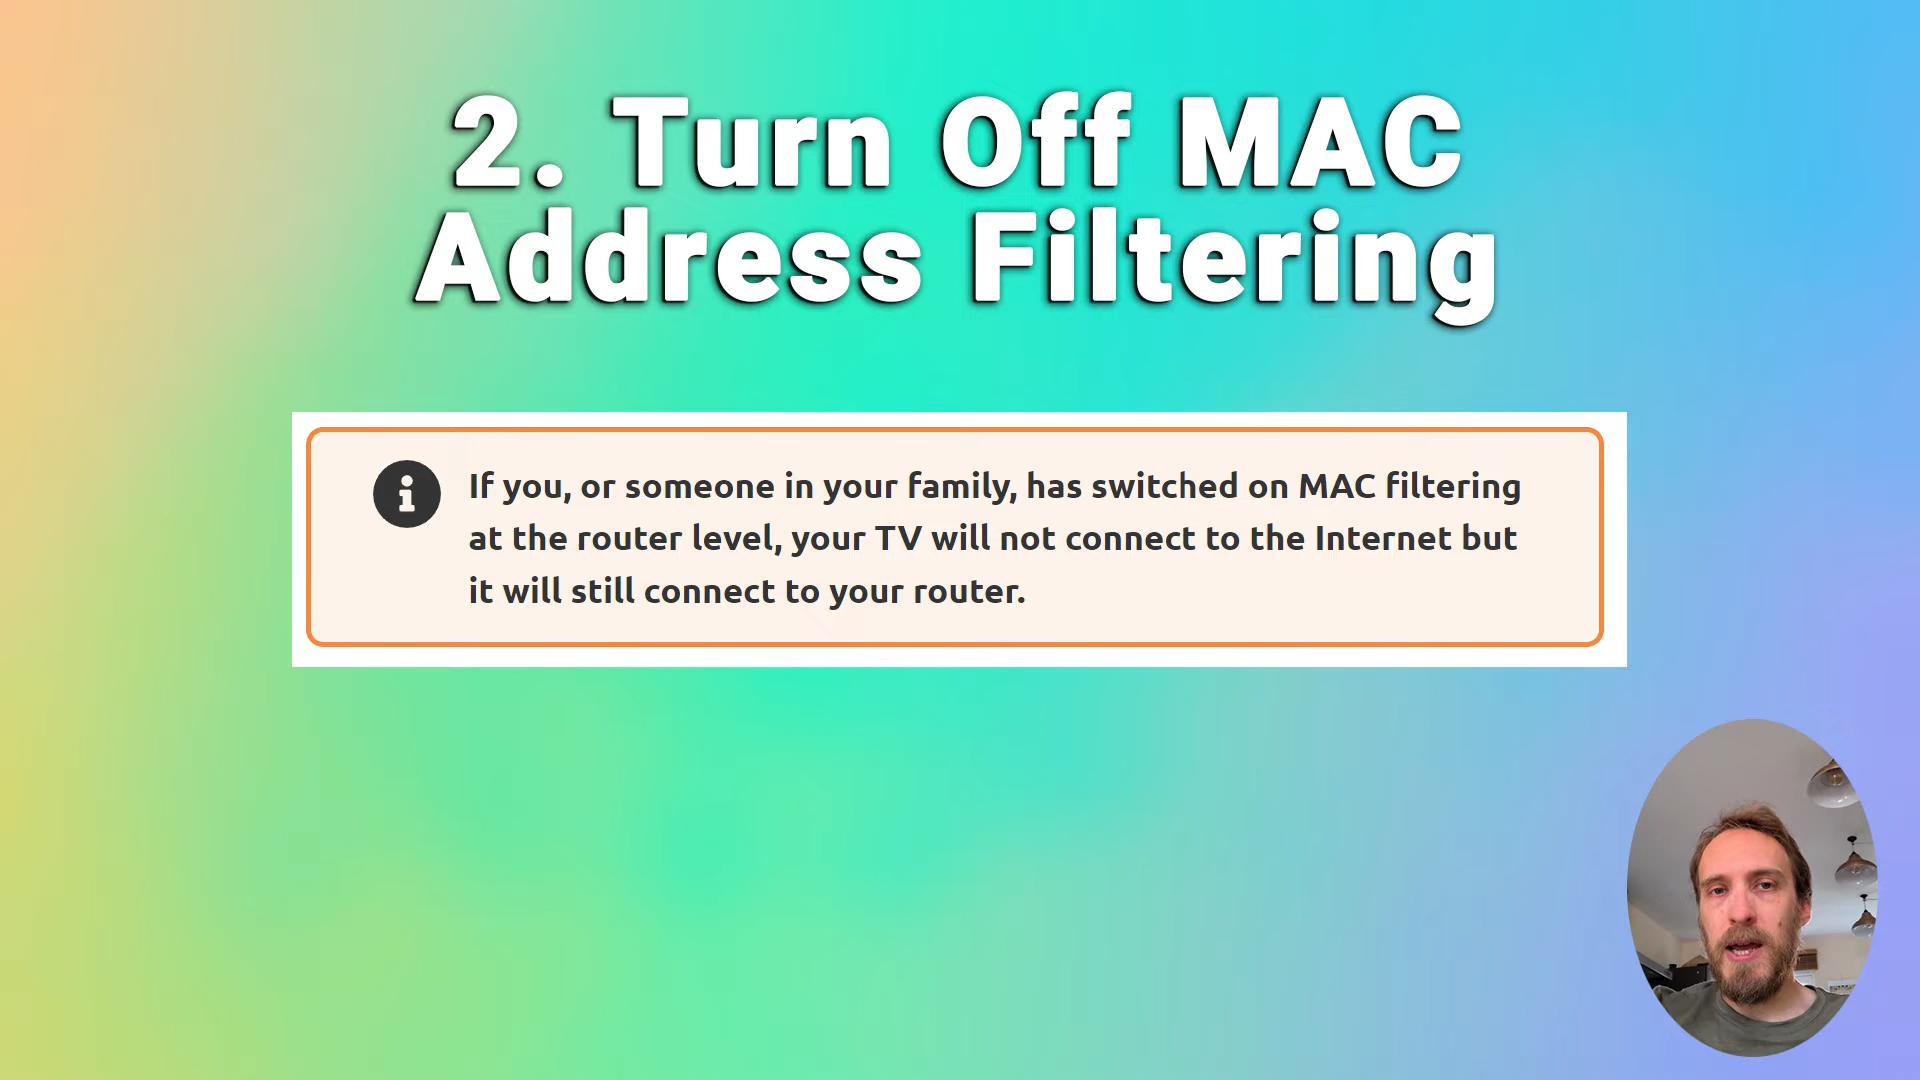 2. Turn Off MAC
Address Filtering
If you, or someone in your family, has switched on MAC filtering
at the router level, your TV will not connect to the Internet but
it will still connect to your router.